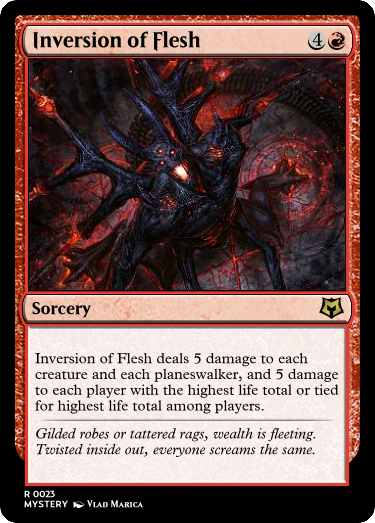 Inversion of Flesh 4
Sorcery
Inversion of Flesh deals 5 damage to each
creature and each planeswalker, and 5 damage
to each player with the highest life total or tied
for highest life total among players.
Gilded robes or tattered rags, wealth is fleeting.
Twisted inside out, everyone screams the same.
R 0023
MYSTERY VLAD MARICA